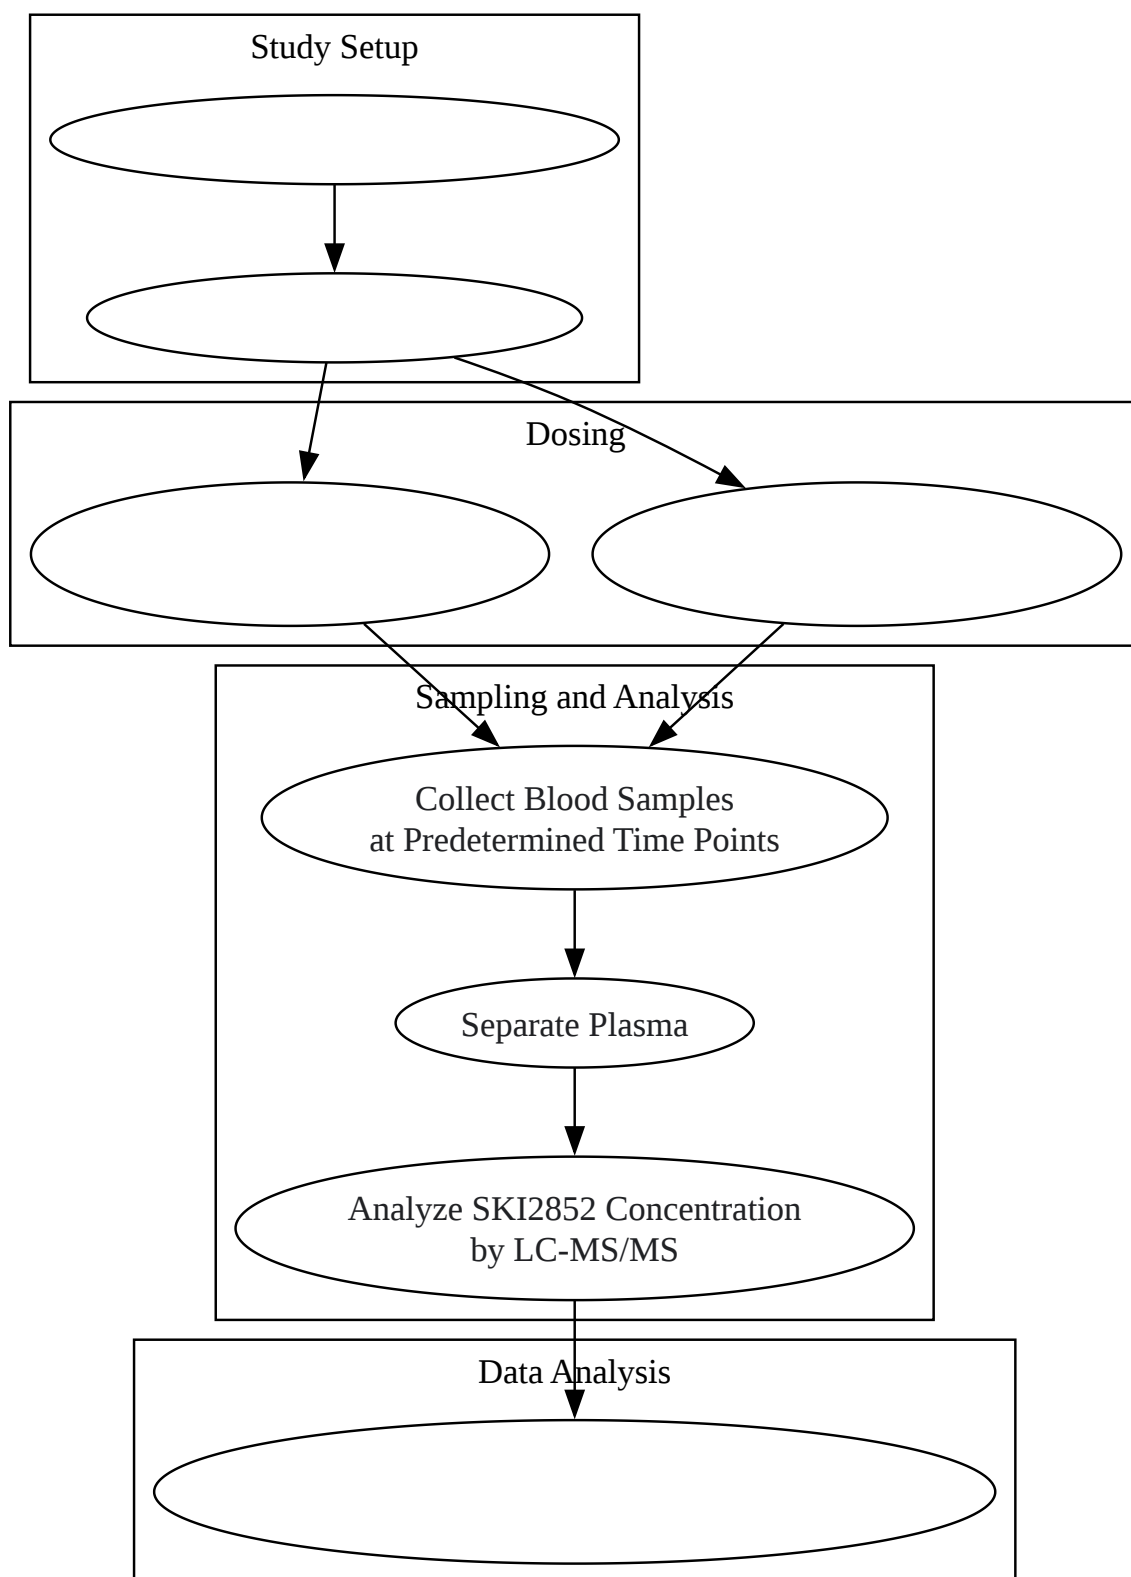 Study Setup
Dosing
Sampling and Analysis
Collect Blood Samples
at Predetermined Time Points
Separate Plasma
Analyze SKI2852 Concentration
by LC-MS/MS
Data Analysis